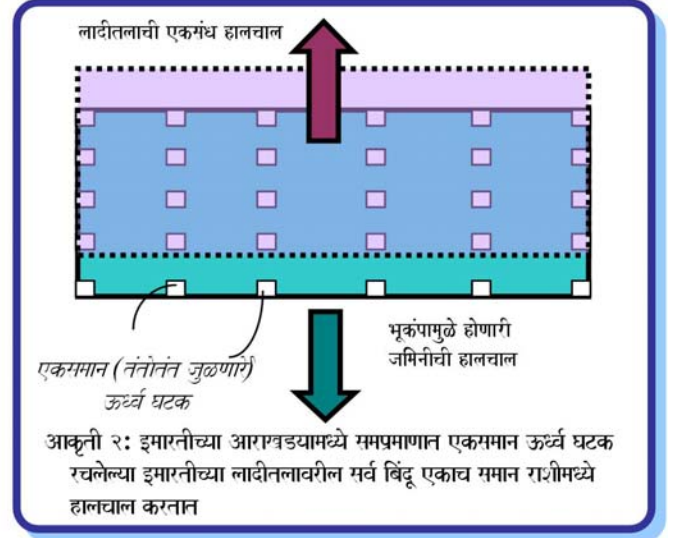 लादीतलाची एकसंध हालचाल
भूकंपामुळे होणारी
जमिनीची हालचाल
एकसमान (तंतोतंत जुळणारे)
ऊर्ध्व घटक
आकृती २: इमारतीच्या आराखडयामध्ये समप्रमाणात एकसमान ऊर्ध्व घटक
रचलेल्या इमारतीच्या लादीतलावरील सर्व बिंदू एकाच समान राशीमध्ये
हालचाल करतात